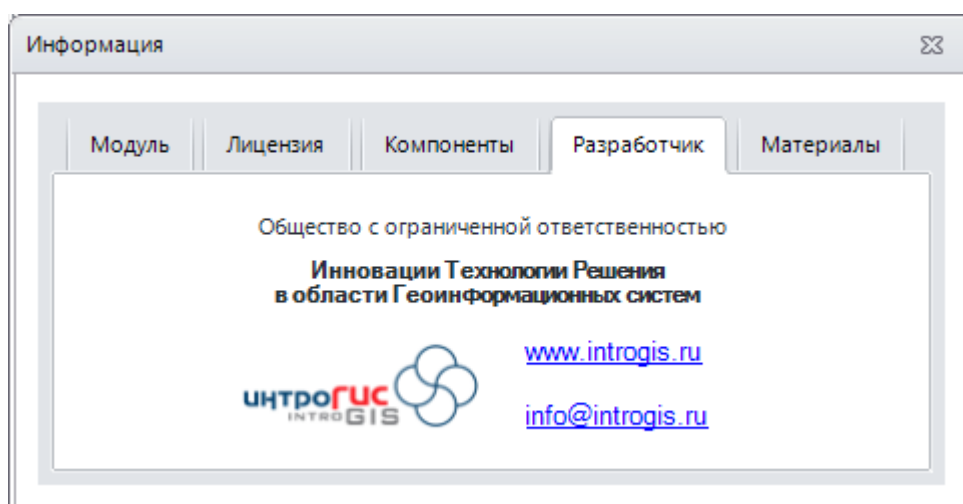 Информация
Модуль
Лицензия
Компоненты
Разработчик
Материалы
Общество с ограниченной ответственностью
Инновации Технологии Решения
в области Геоинформационных систем
www.introgis.ru
интроГИС
INTROGIS
info@introgis.ru